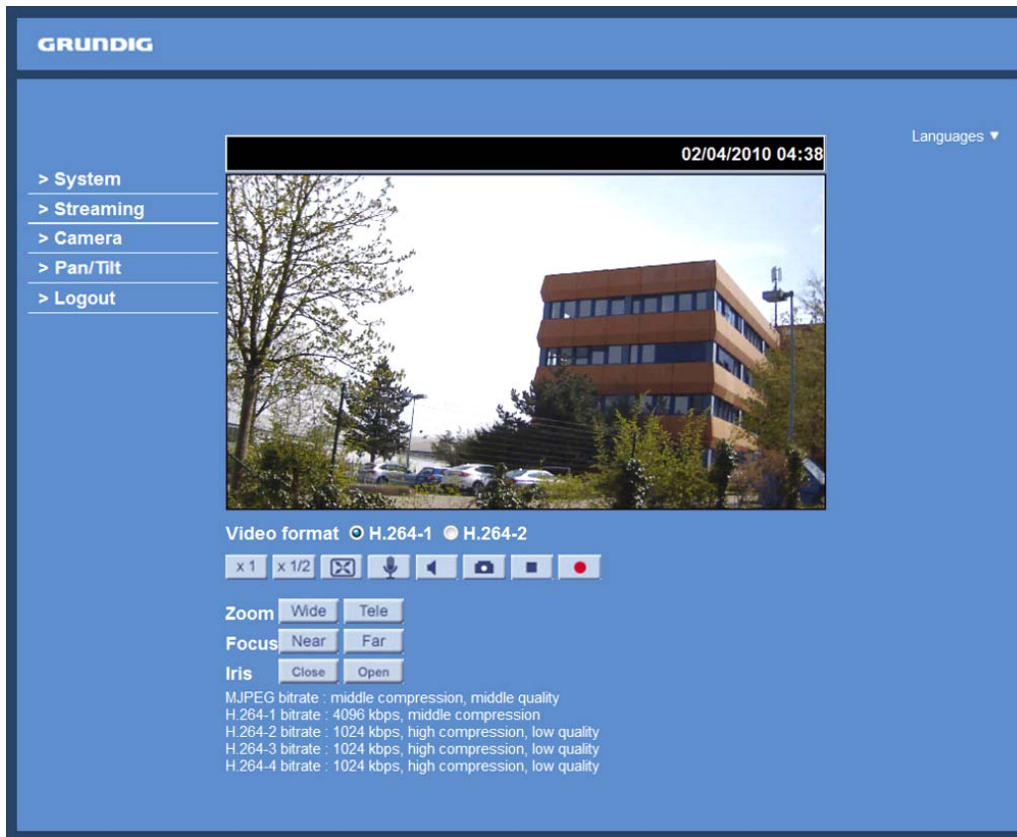 GRUNDIG
Languages ▼
02/04/2010 04:38
> System
> Streaming
> Camera
> Pan/Tilt
> Logout
Video format H.264-1 H.264-2
x 1 x 1/2
Zoom Wide Tele
Focus Near Far
Iris Close Open
MJPEG bitrate : middle compression, middle quality
H.264-1 bitrate : 4096 kbps, middle compression
H.264-2 bitrate : 1024 kbps, high compression, low quality
H.264-3 bitrate : 1024 kbps, high compression, low quality
H.264-4 bitrate : 1024 kbps, high compression, low quality